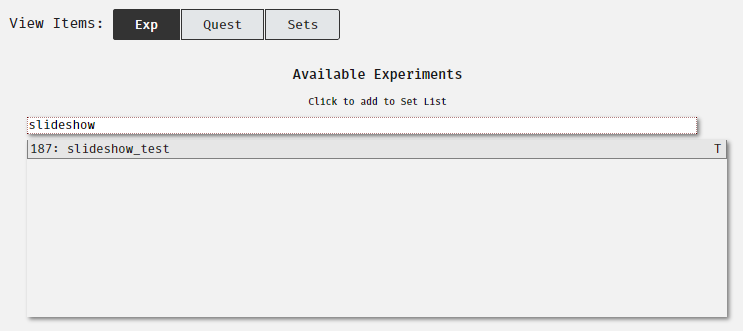 View Items: Exp Quest Sets
Available Experiments
Click to add to Set List
slideshow
187: slideshow_test T